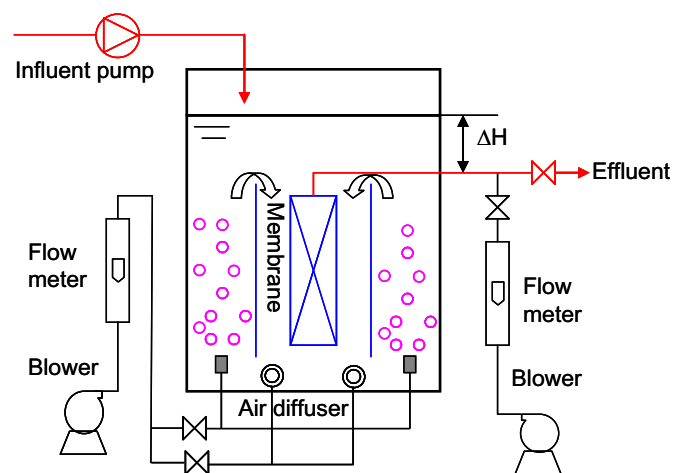 Influent pump
ΔH
Effluent
Membrane
Flow
meter
Flow
meter
Blower
Blower
Air diffuser